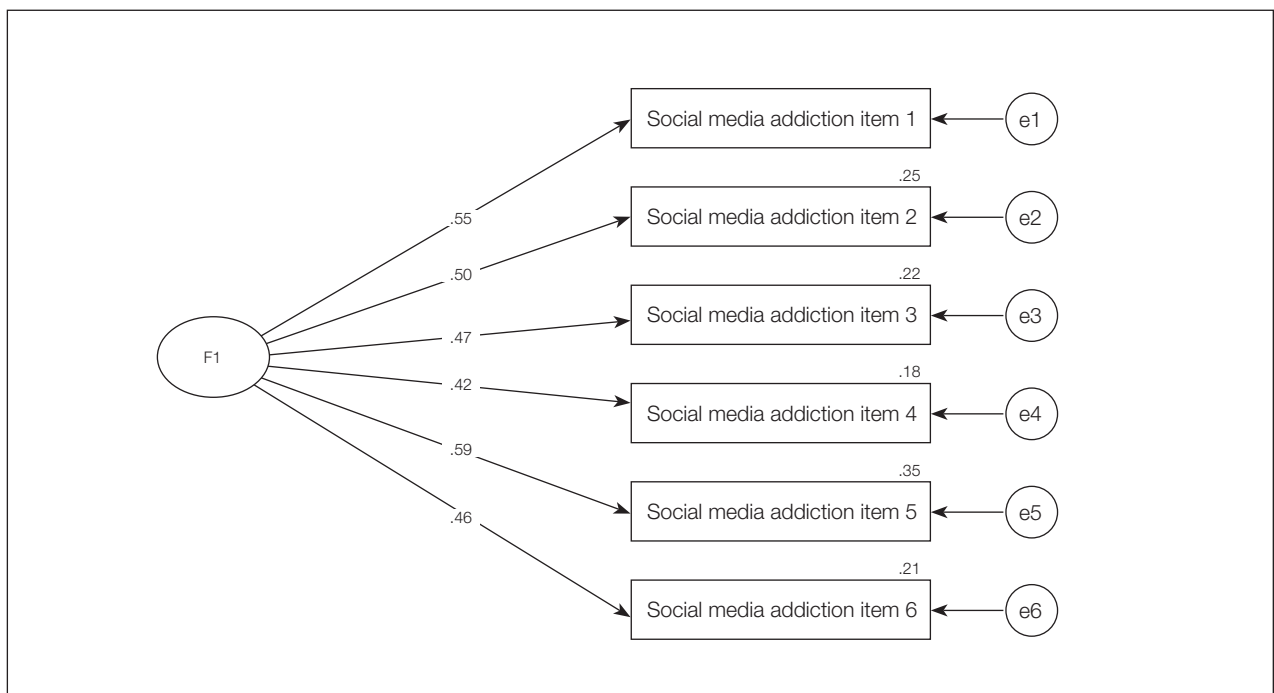 Social media addiction item 1
e1
.25
.55
Social media addiction item 2
e2
.50
.22
Social media addiction item 3
e3
.47
F1
.18
.42
Social media addiction item 4
e4
.59
.35
Social media addiction item 5
e5
.46
.21
Social media addiction item 6
e6